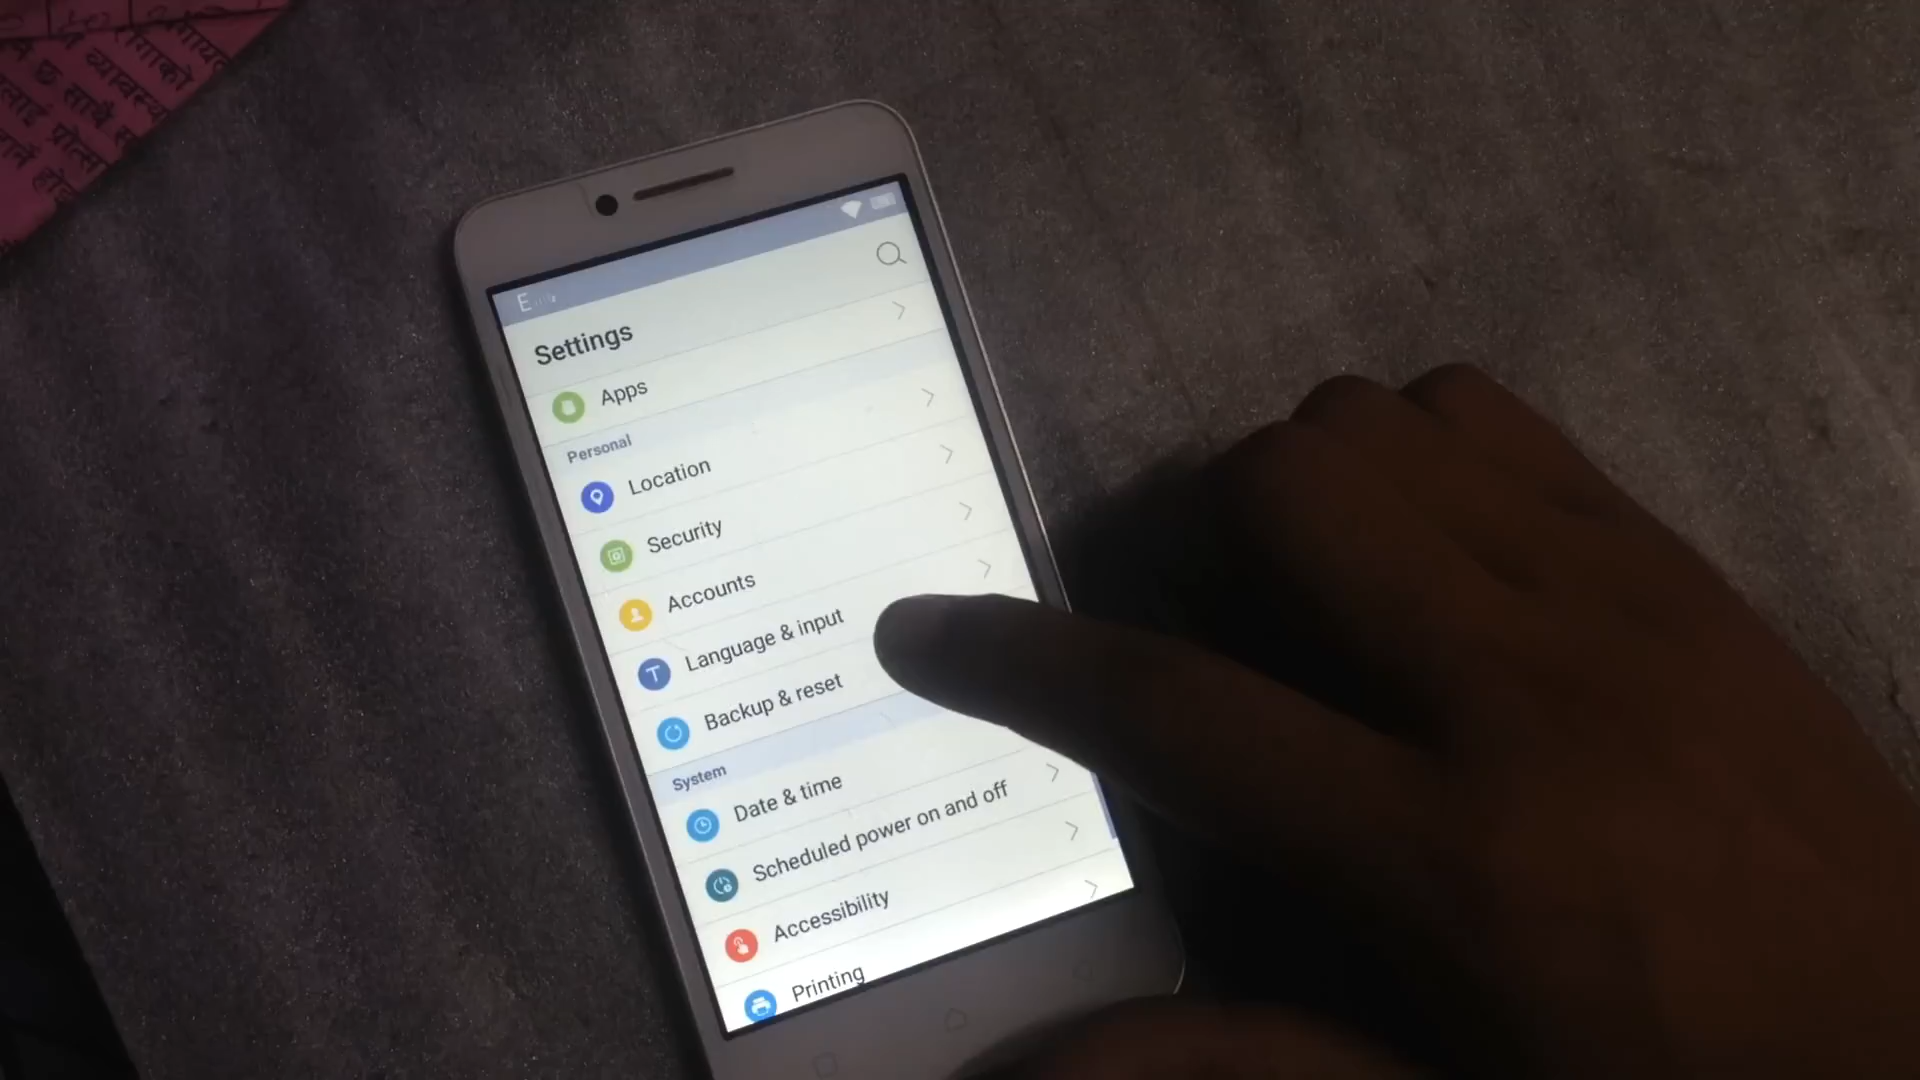 व्यवस्थ
छ साथै स
लाई प्रोत्सा
E
Settings
Apps
Personal
Location
Security
Accounts
Language & input
Backup & reset
System
Date & time
Scheduled power on and off
Accessibility
Printing